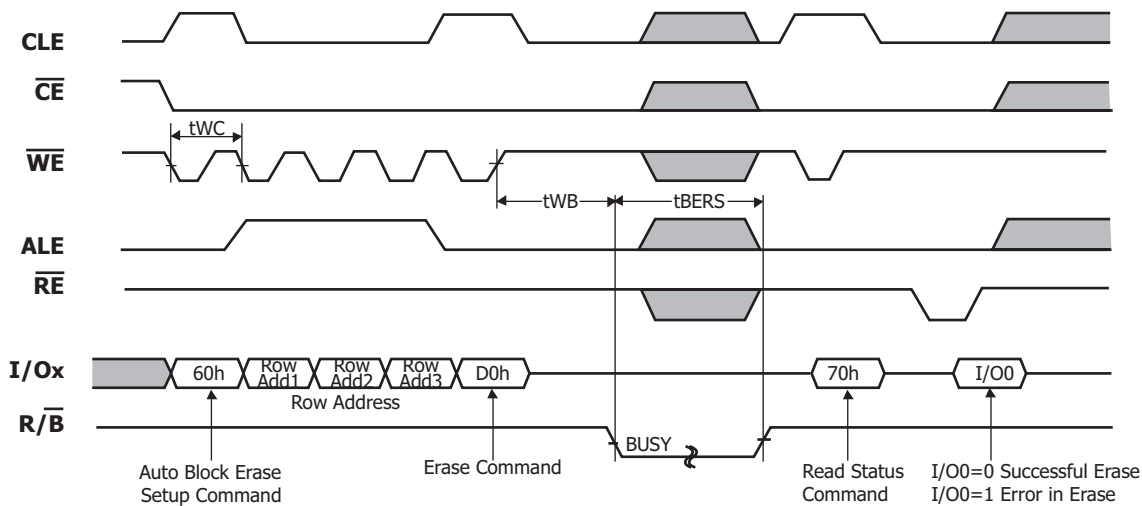 CLE
CE
tWC
WE
tWB
tBERS
ALE
RE
I/Ox
60h
Row Add1
Row Add2
Row Add3
D0h
70h
I/O0
Row Address
R/B
BUSY
Auto Block Erase
Setup Command
Erase Command
Read Status
Command
I/O0=0 Successful Erase
I/O0=1 Error in Erase